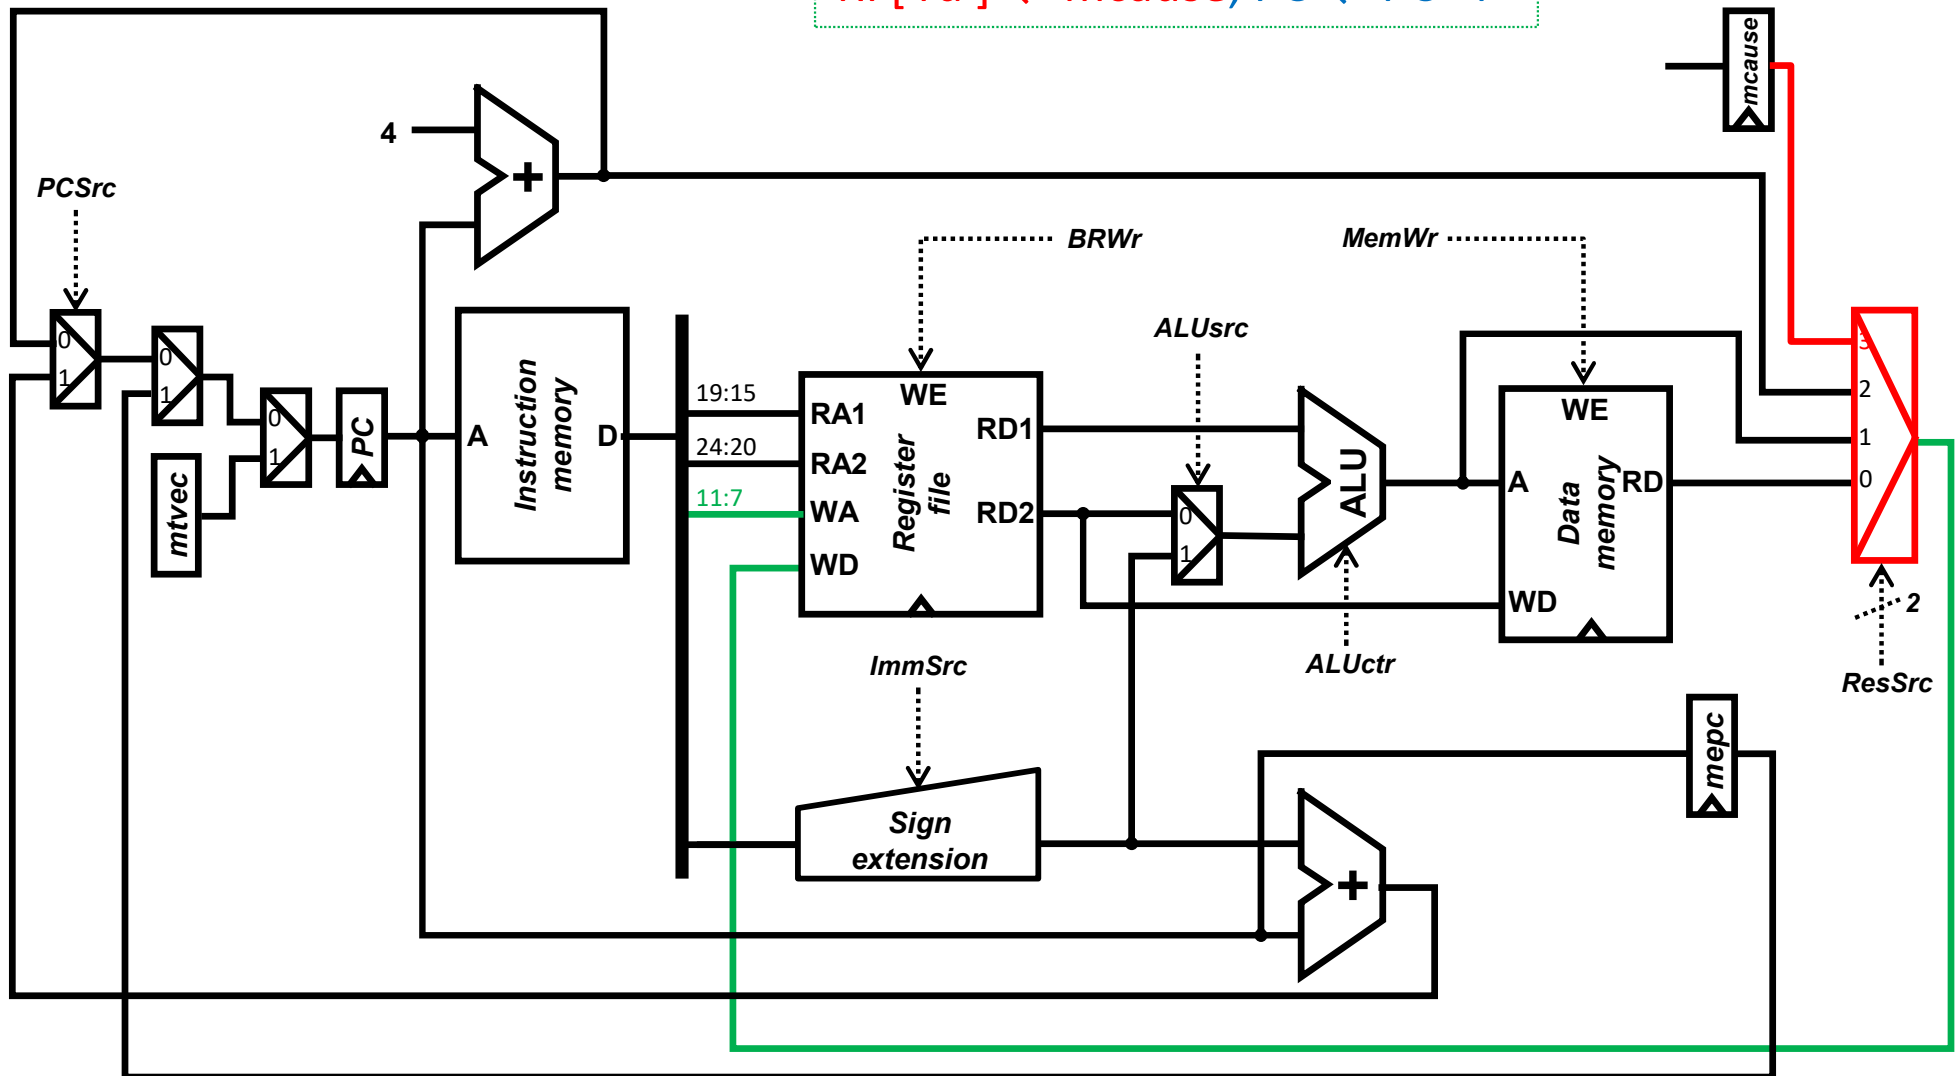 mcause
4
+
PCSrc
BRWr
MemWr
ALUsrc
0
1
0
1
0
1
PC
mtvec
A
Instruction
memory
D
19:15
24:20
11:7
WE
RA1
RA2
WA
WD
Register
file
RD1
RD2
0
1
ALU
ALUctr
WE
A
Data
memory
RD
WD
3
2
1
0
2
ResSrc
ImmSrc
Sign
extension
+
mepc